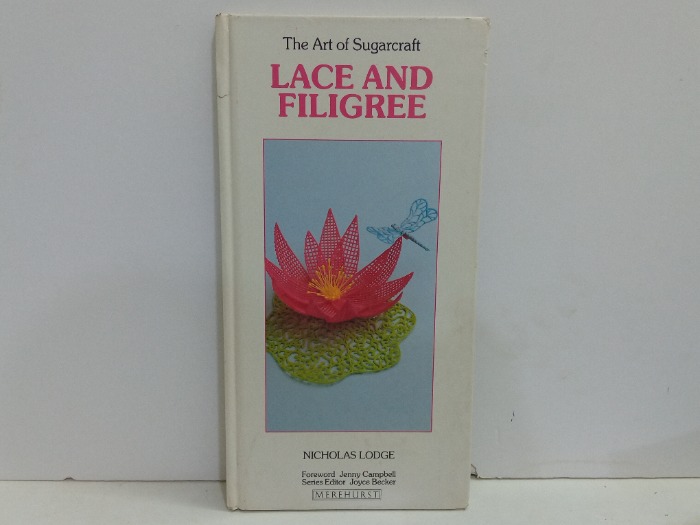 The Art of Sugarcraft
LACE AND
FILIGREE
NICHOLAS LODGE
Foreword Jenny Campbell
Series Editor Joyce Becker
MEREHURST